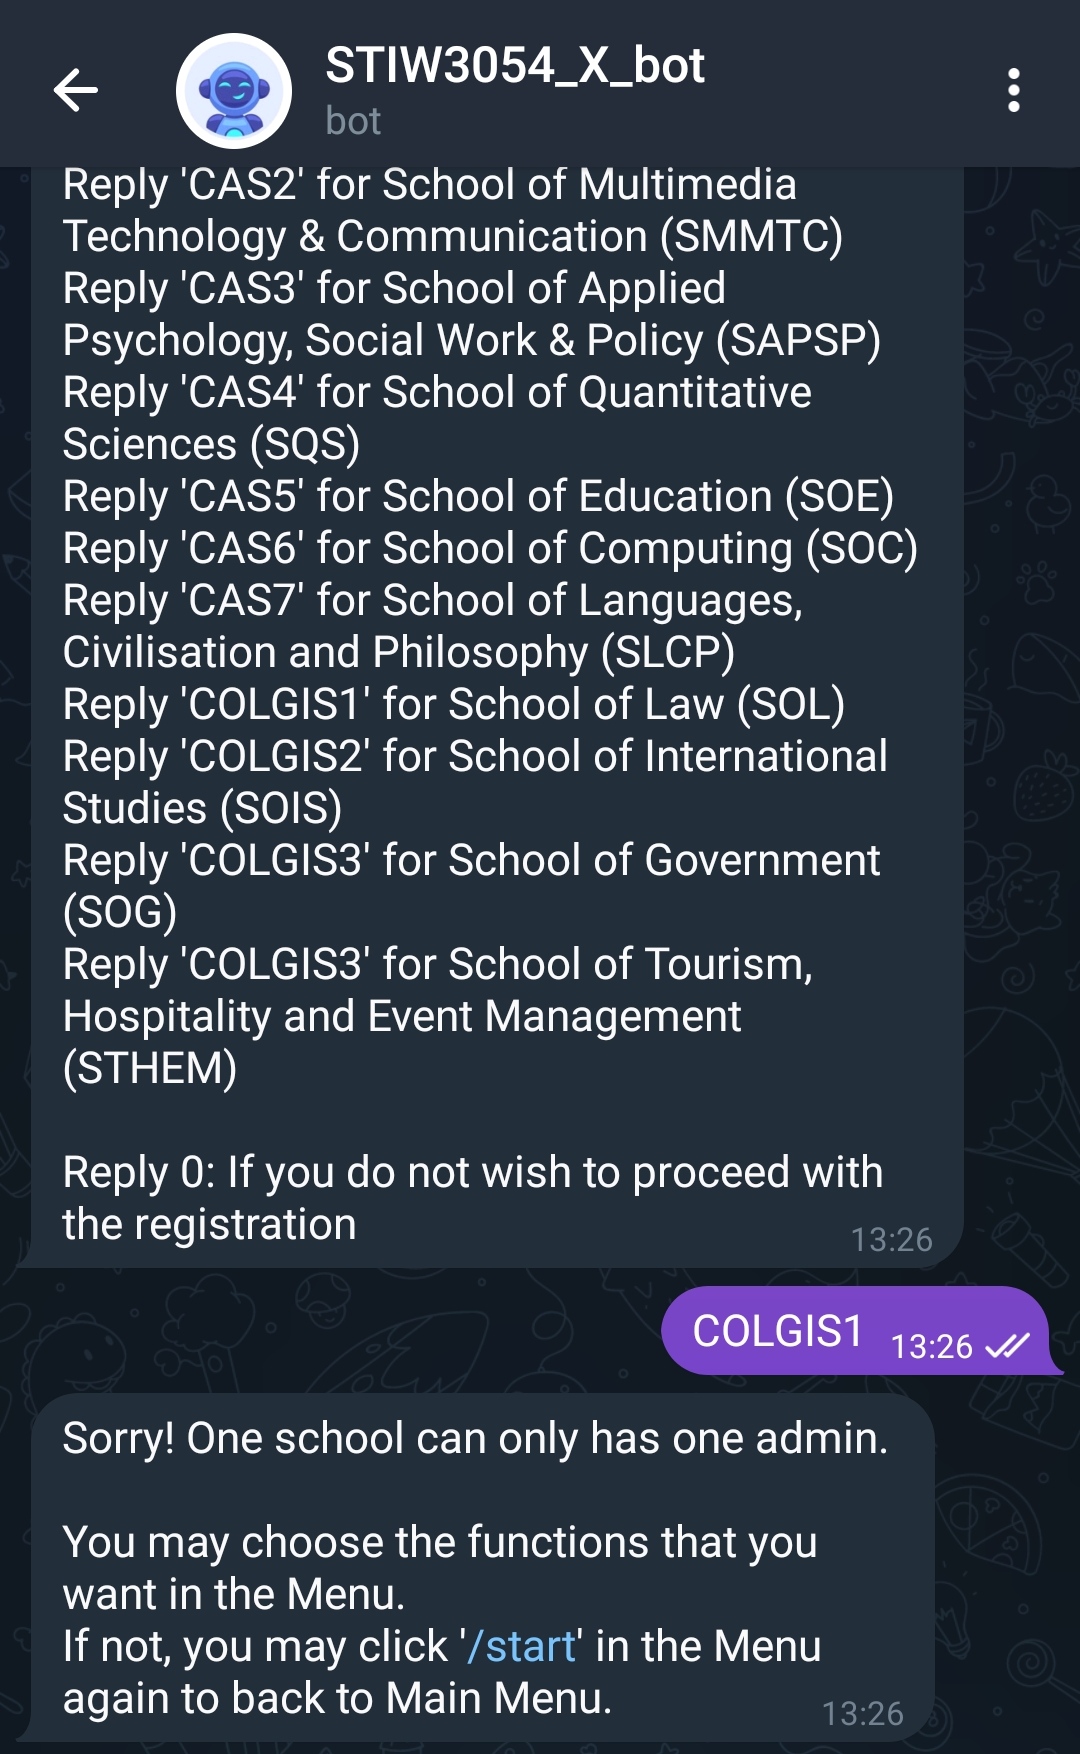 STIW3054_X_bot
bot
Reply 'CAS2' for School of Multimedia
Technology & Communication (SMMTC)
Reply 'CAS3' for School of Applied
Psychology, Social Work & Policy (SAPSP)
Reply 'CAS4' for School of Quantitative
Sciences (SQS)
Reply 'CAS5' for School of Education (SOE)
Reply 'CAS6' for School of Computing (SOC)
Reply 'CAS7' for School of Languages,
Civilisation and Philosophy (SLCP)
Reply 'COLGIS1' for School of Law (SOL)
Reply 'COLGIS2' for School of International
Studies (SOIS)
Reply 'COLGIS3' for School of Government
(SOG)
Reply 'COLGIS3' for School of Tourism,
Hospitality and Event Management
(STHEM)
Reply 0: If you do not wish to proceed with
the registration
13:26
COLGIS1 13:26
Sorry! One school can only has one admin.
You may choose the functions that you
want in the Menu.
If not, you may click '/start' in the Menu
again to back to Main Menu.
13:26